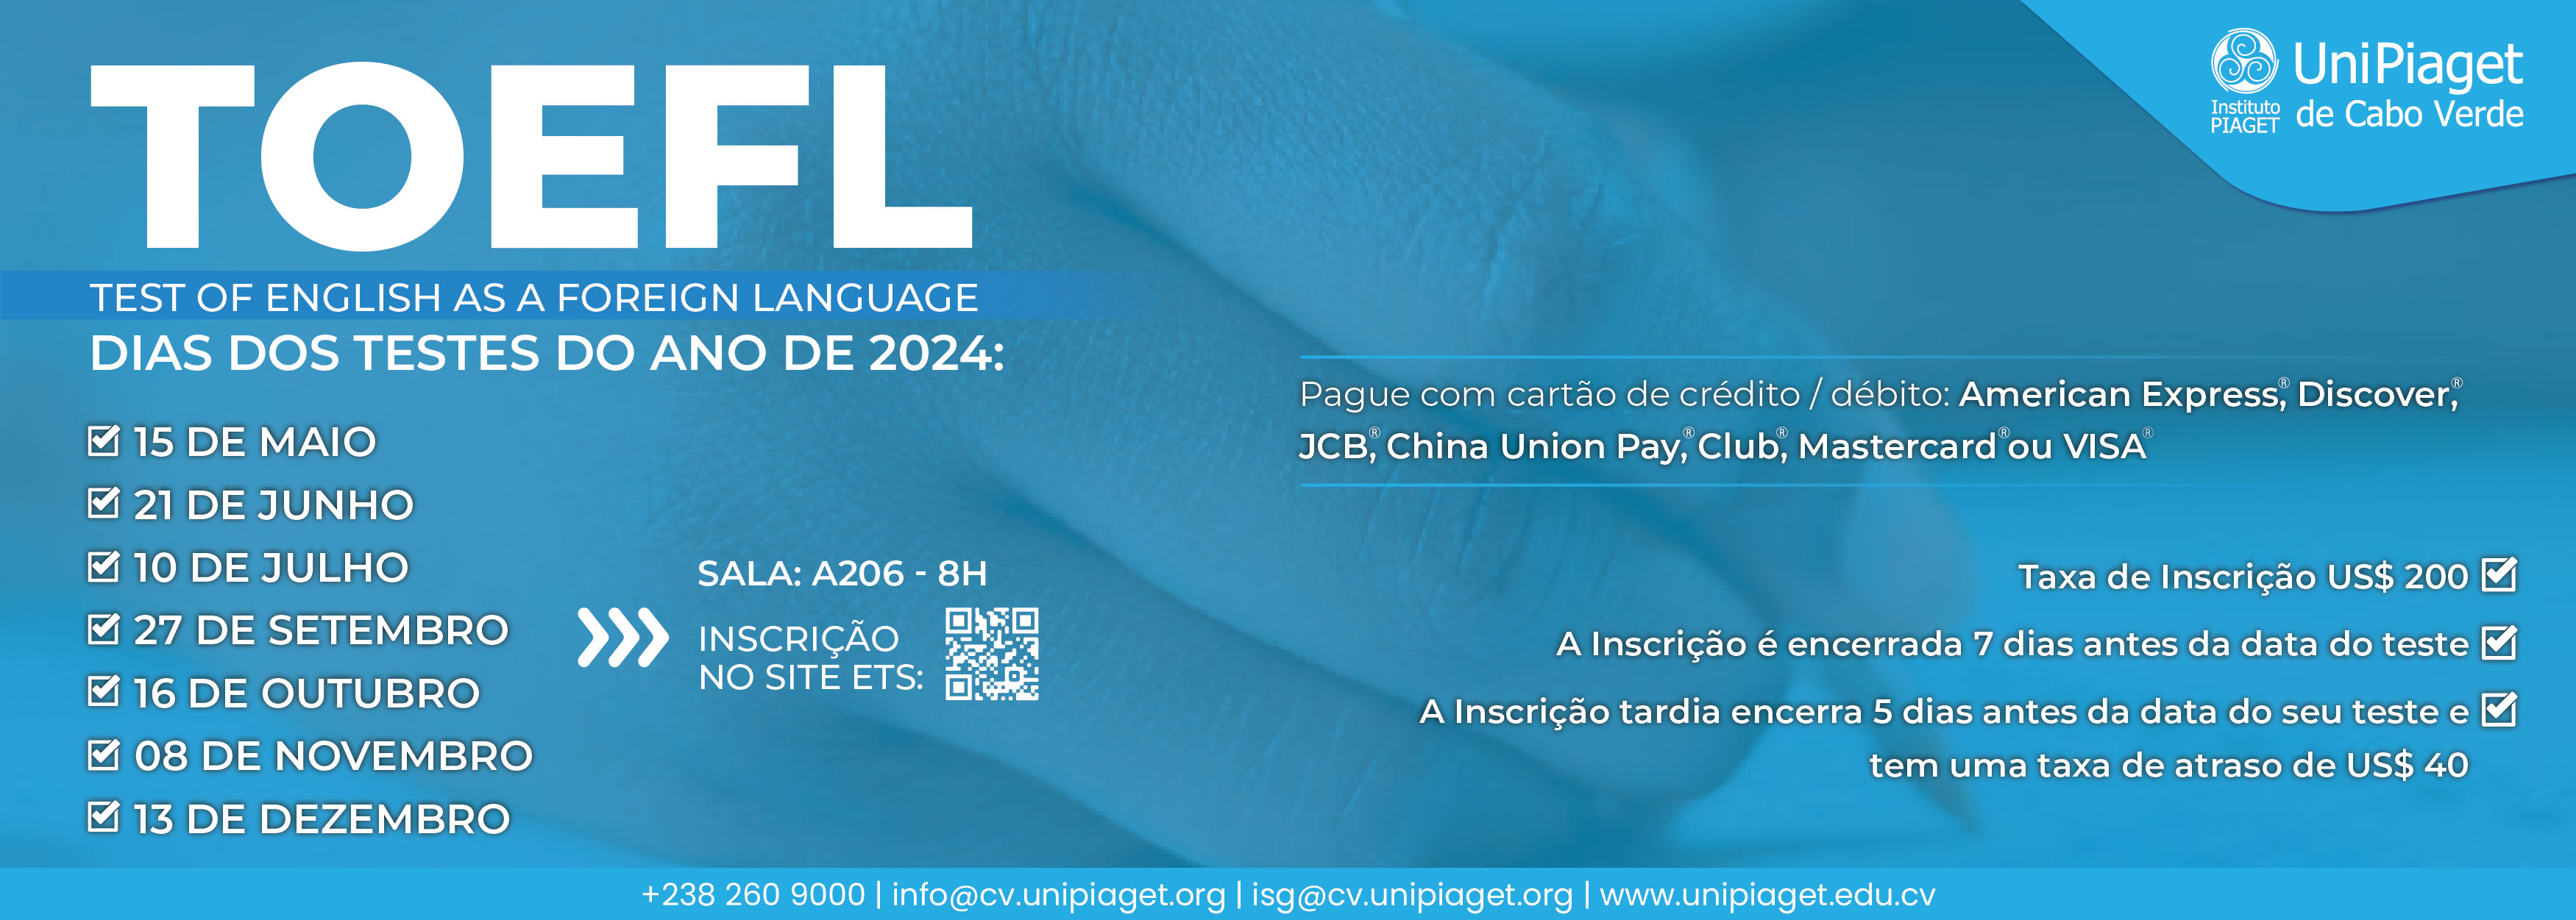 TOEFL
TEST OF ENGLISH AS A FOREIGN LANGUAGE
DIAS DOS TESTES DO ANO DE 2024:
15 DE MAIO
21 DE JUNHO
10 DE JULHO
27 DE SETEMBRO
16 DE OUTUBRO
08 DE NOVEMBRO
13 DE DEZEMBRO
SALA: A206 - 8H
INSCRIÇÃO
NO SITE ETS:
UniPiaget
de Cabo Verde
Instituto
PIAGET
Pague com cartão de crédito / débito: American Express®, Discover®,
JCB®, China Union Pay®, Club®, Mastercard® ou VISA®
Taxa de Inscrição US$ 200
A Inscrição é encerrada 7 dias antes da data do teste
A Inscrição tardia encerra 5 dias antes da data do seu teste e
tem uma taxa de atraso de US$ 40
+238 260 9000 | info@cv.unipiaget.org | isg@cv.unipiaget.org | www.unipiaget.edu.cv